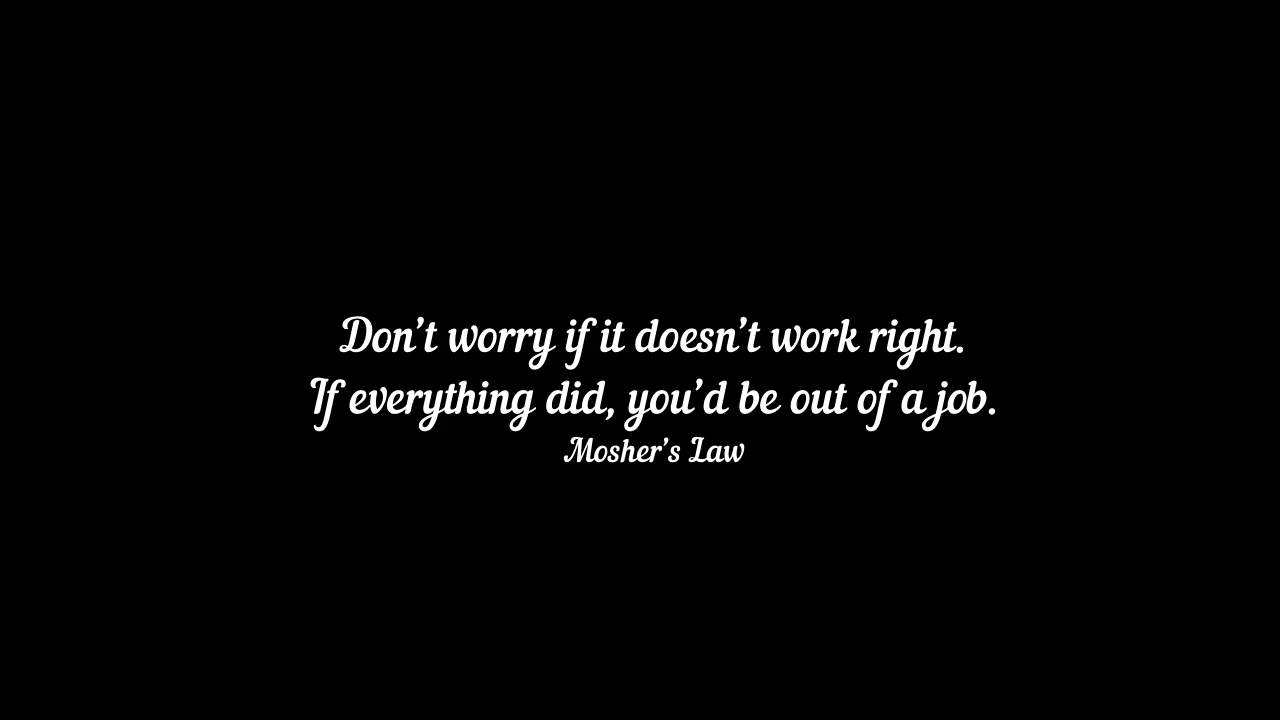 Don't worry if it doesn't work right.
If everything did, you'd be out of a job.
Mosher's Law